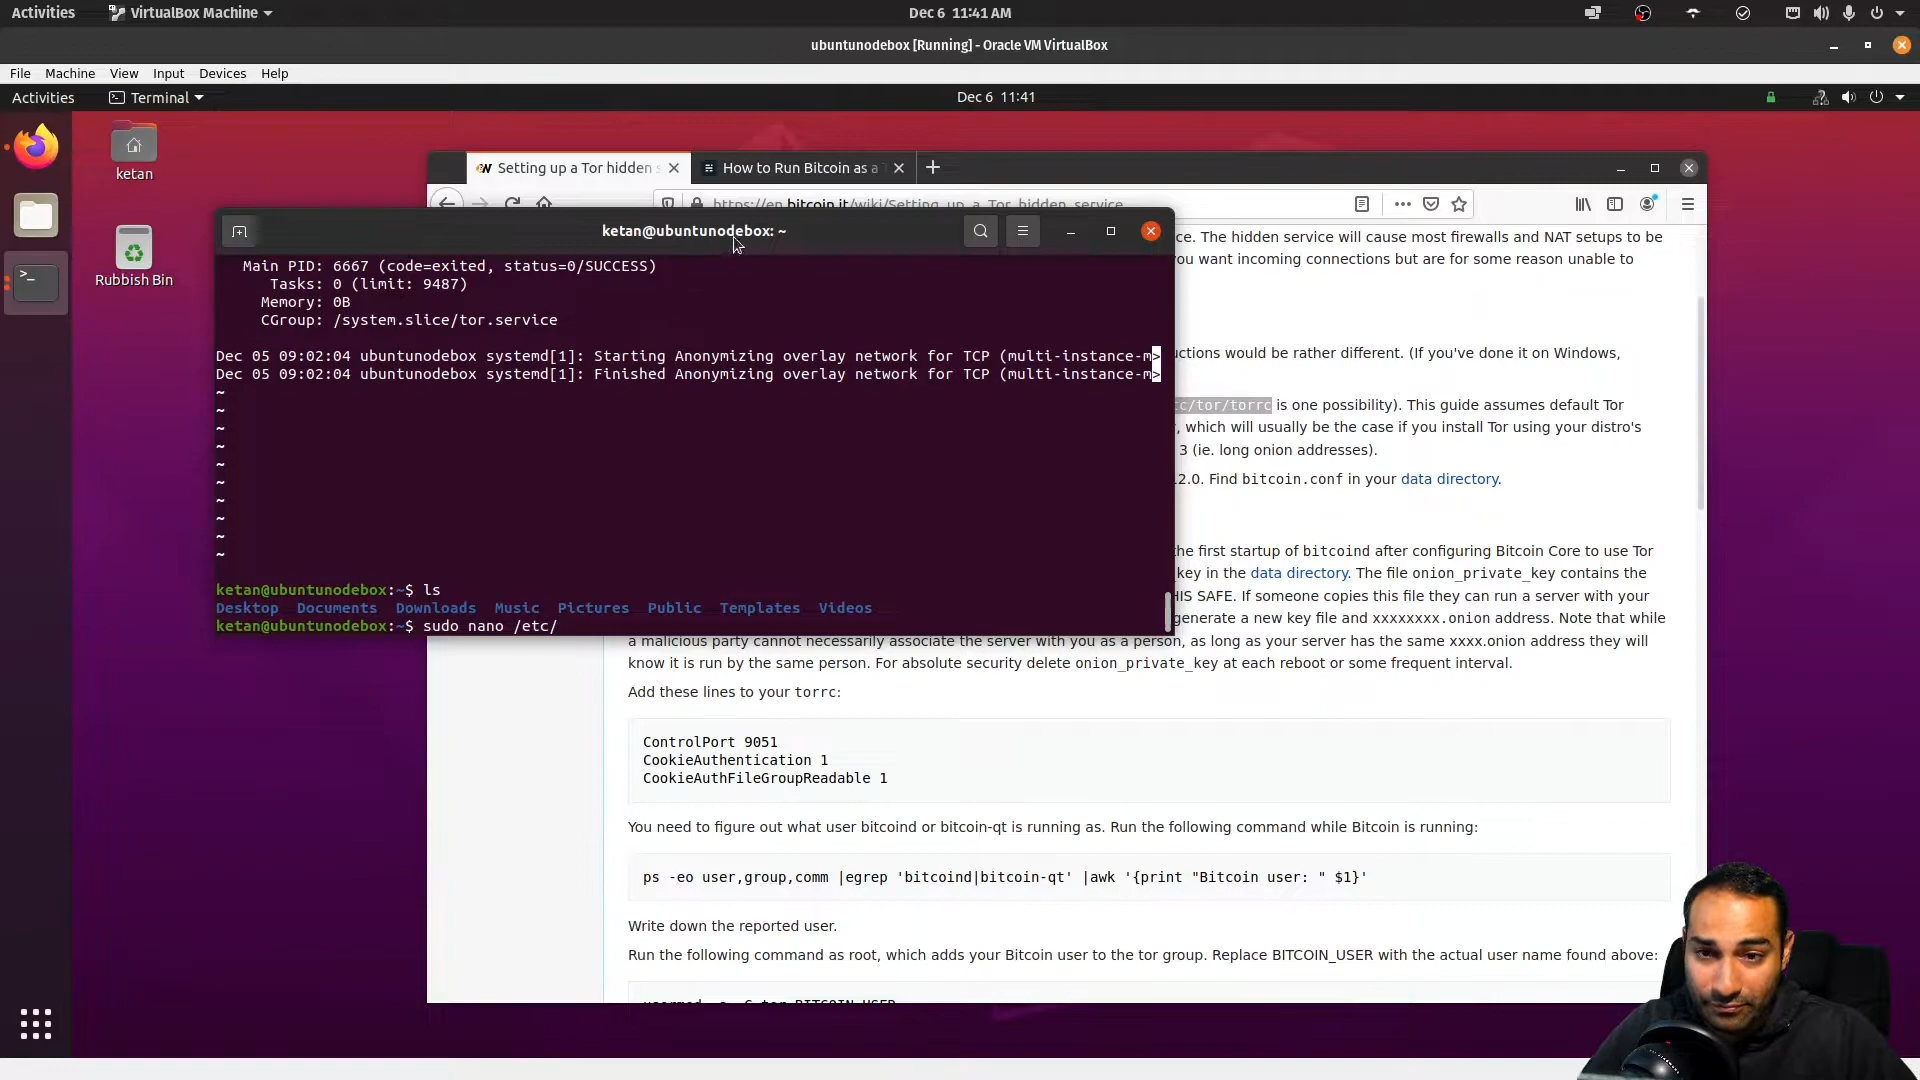 Activities VirtualBox Machine Dec 6 11:41 AM
ubuntunodebox [Running] - Oracle VM VirtualBox
File Machine View Input Devices Help
Activities Terminal Dec 6 11:41
ketan
Rubbish Bin
Setting up a Tor hidden s How to Run Bitcoin as a T
https://en.bitcoin.it/wiki/Setting_up_a_Tor_hidden_service
ketan@ubuntunodebox: ~
Main PID: 6667 (code=exited, status=0/SUCCESS)
Tasks: 0 (limit: 9487)
Memory: 0B
CGroup: /system.slice/tor.service
Dec 05 09:02:04 ubuntunodebox systemd[1]: Starting Anonymizing overlay network for TCP (multi-instance-m>
Dec 05 09:02:04 ubuntunodebox systemd[1]: Finished Anonymizing overlay network for TCP (multi-instance-m>
~
~
~
~
~
~
~
~
~
~
ketan@ubuntunodebox:~$ ls
Desktop Documents Downloads Music Pictures Public Templates Videos
ketan@ubuntunodebox:~$ sudo nano /etc/
ce. The hidden service will cause most firewalls and NAT setups to be
you want incoming connections but are for some reason unable to
uctions would be rather different. (If you've done it on Windows,
tc/tor/torrc is one possibility). This guide assumes default Tor
, which will usually be the case if you install Tor using your distro's
3 (ie. long onion addresses).
.2.0. Find bitcoin.conf in your data directory.
the first startup of bitcoind after configuring Bitcoin Core to use Tor
key in the data directory. The file onion_private_key contains the
HIS SAFE. If someone copies this file they can run a server with your
generate a new key file and xxxxxxxx.onion address. Note that while
a malicious party cannot necessarily associate the server with you as a person, as long as your server has the same xxxx.onion address they will
know it is run by the same person. For absolute security delete onion_private_key at each reboot or some frequent interval.
Add these lines to your torrc:
ControlPort 9051
CookieAuthentication 1
CookieAuthFileGroupReadable 1
You need to figure out what user bitcoind or bitcoin-qt is running as. Run the following command while Bitcoin is running:
ps -eo user,group,comm |egrep 'bitcoind|bitcoin-qt' |awk '{print "Bitcoin user: " $1}'
Write down the reported user.
Run the following command as root, which adds your Bitcoin user to the tor group. Replace BITCOIN_USER with the actual user name found above: